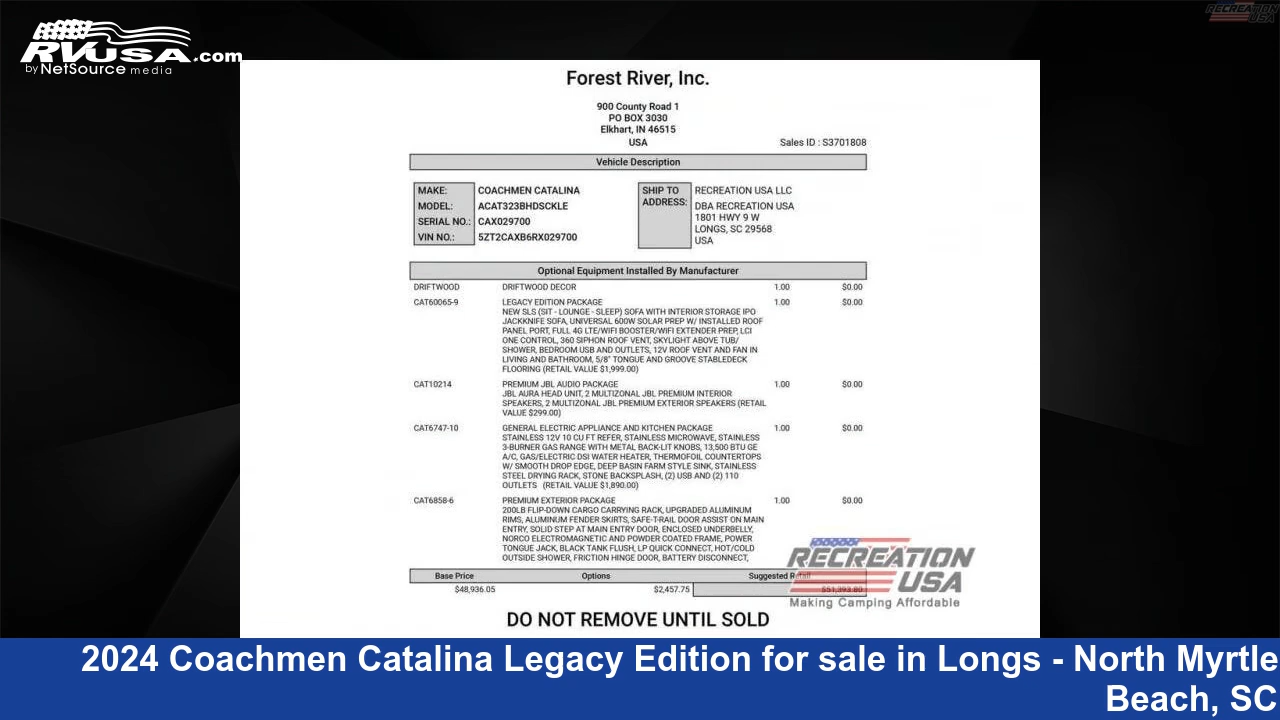 RECREATION
USA
RVUSA.com
by NetSource media
Forest River, Inc.
900 County Road 1
PO BOX 3030
Elkhart, IN 46515
USA
Sales ID : S3701808
Vehicle Description
MAKE: COACHMEN CATALINA
MODEL: ACAT323BHDSCKLE
SERIAL NO.: CAX029700
VIN NO.: 5ZT2CAXB6RX029700
SHIP TO RECREATION USA LLC
ADDRESS: DBA RECREATION USA
1801 HWY 9 W
LONGS, SC 29568
USA
Optional Equipment Installed By Manufacturer
DRIFTWOOD DRIFTWOOD DECOR 1.00 $0.00
CAT60065-9 LEGACY EDITION PACKAGE 1.00 $0.00
NEW SLS (SIT - LOUNGE - SLEEP) SOFA WITH INTERIOR STORAGE IPO
JACKKNIFE SOFA, UNIVERSAL 600W SOLAR PREP W/ INSTALLED ROOF
PANEL PORT, FULL 4G LTE/WIFI BOOSTER/WIFI EXTENDER PREP, LCI
ONE CONTROL, 360 SIPHON ROOF VENT, SKYLIGHT ABOVE TUB/
SHOWER, BEDROOM USB AND OUTLETS, 12V ROOF VENT AND FAN IN
LIVING AND BATHROOM, 5/8" TONGUE AND GROOVE STABLEDECK
FLOORING (RETAIL VALUE $1,999.00)
CAT10214 PREMIUM JBL AUDIO PACKAGE 1.00 $0.00
JBL AURA HEAD UNIT, 2 MULTIZONAL JBL PREMIUM INTERIOR
SPEAKERS, 2 MULTIZONAL JBL PREMIUM EXTERIOR SPEAKERS (RETAIL
VALUE $299.00)
CAT6747-10 GENERAL ELECTRIC APPLIANCE AND KITCHEN PACKAGE 1.00 $0.00
STAINLESS 12V 10 CU FT REFER, STAINLESS MICROWAVE, STAINLESS
3-BURNER GAS RANGE WITH METAL BACK-LIT KNOBS, 13,500 BTU GE
A/C, GAS/ELECTRIC DSI WATER HEATER, THERMOFOIL COUNTERTOPS
W/ SMOOTH DROP EDGE, DEEP BASIN FARM STYLE SINK, STAINLESS
STEEL DRYING RACK, STONE BACKSPLASH, (2) USB AND (2) 110
OUTLETS (RETAIL VALUE $1,890.00)
CAT6858-6 PREMIUM EXTERIOR PACKAGE 1.00 $0.00
200LB FLIP-DOWN CARGO CARRYING RACK, UPGRADED ALUMINUM
RIMS, ALUMINUM FENDER SKIRTS, SAFE-T-RAIL DOOR ASSIST ON MAIN
ENTRY, SOLID STEP AT MAIN ENTRY DOOR, ENCLOSED UNDERBELLY,
NORCO ELECTROMAGNETIC AND POWDER COATED FRAME, POWER
TONGUE JACK, BLACK TANK FLUSH, LP QUICK CONNECT, HOT/COLD
OUTSIDE SHOWER, FRICTION HINGE DOOR, BATTERY DISCONNECT,
Base Price Options Suggested Retail
$48,936.05 $2,457.75 $51,393.80
RECREATION
USA
Making Camping Affordable
DO NOT REMOVE UNTIL SOLD
2024 Coachmen Catalina Legacy Edition for sale in Longs - North Myrtle
Beach, SC